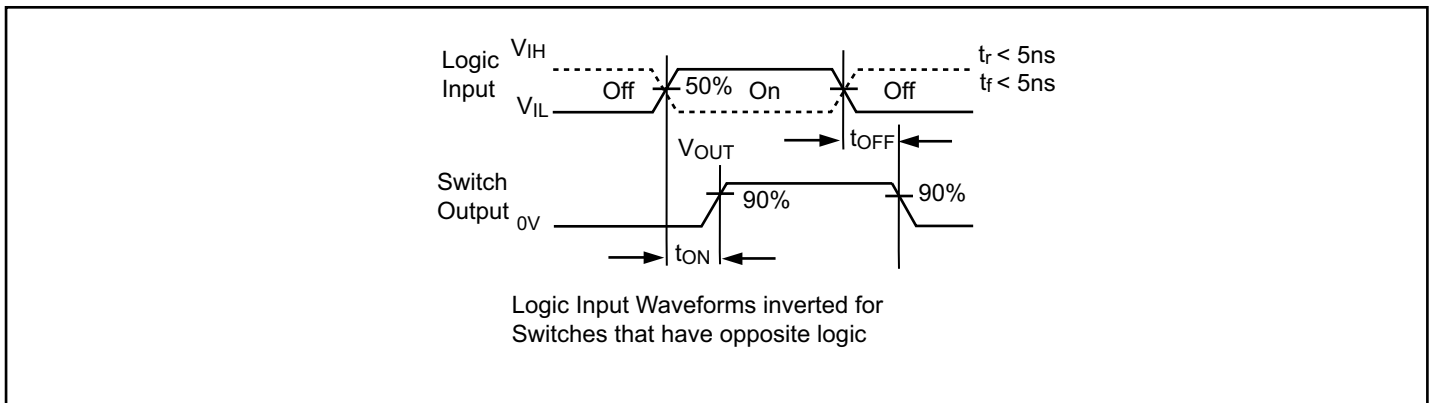 Logic
Input
VIH
VIL
Off
50%
On
Off
tr < 5ns
tf < 5ns
tOFF
VOUT
Switch
Output
0V
90%
90%
tON
Logic Input Waveforms inverted for
Switches that have opposite logic